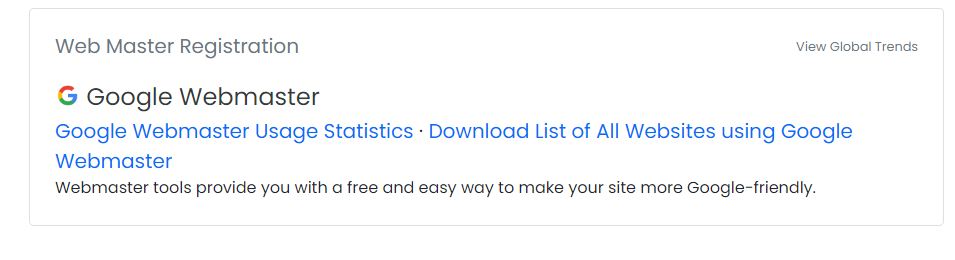 Web Master Registration
View Global Trends
Google Webmaster
Google Webmaster Usage Statistics · Download List of All Websites using Google
Webmaster
Webmaster tools provide you with a free and easy way to make your site more Google-friendly.